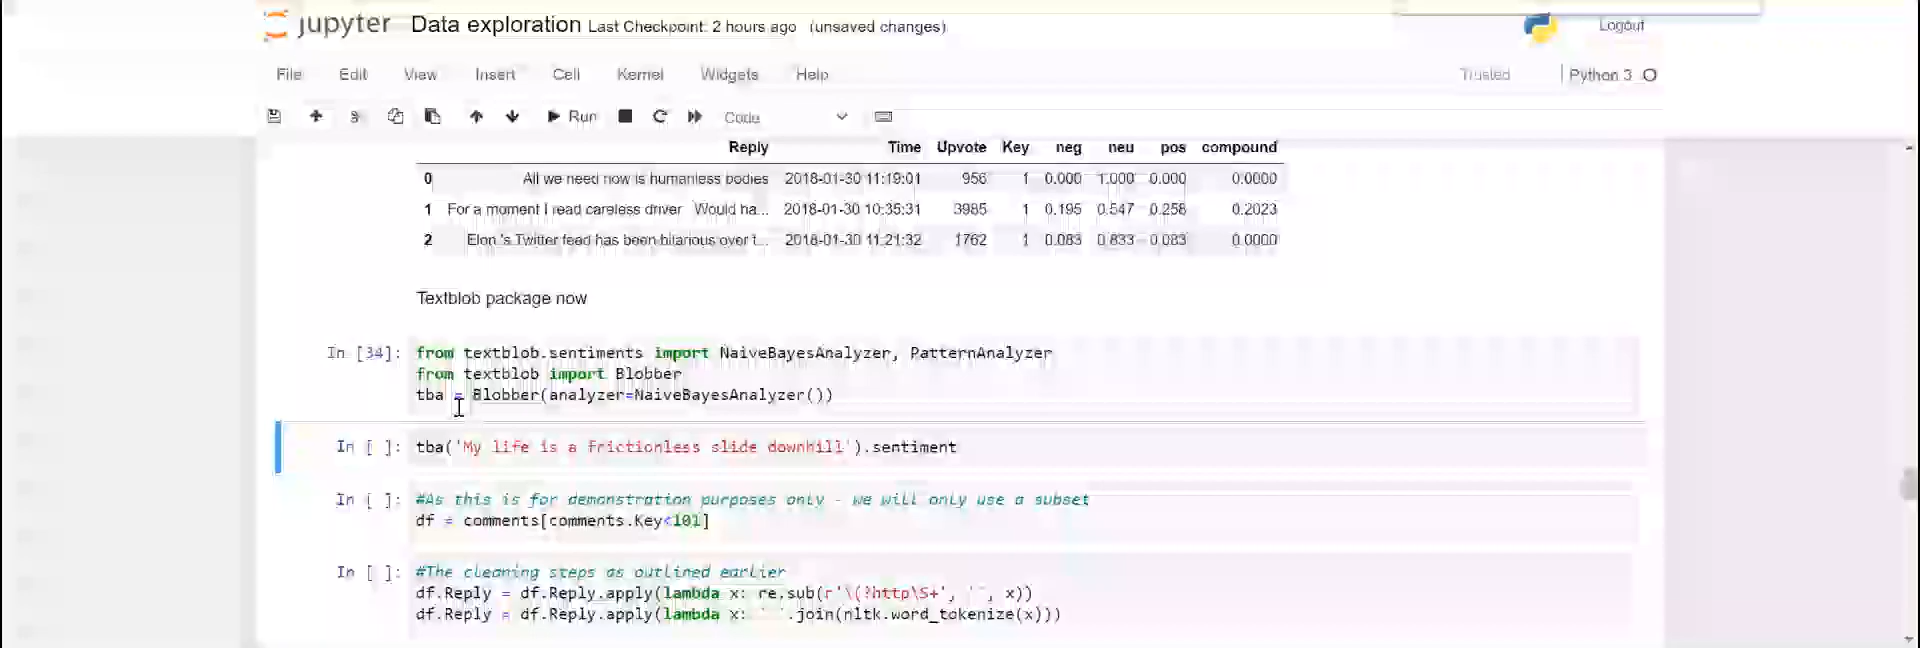 jupyter Data exploration Last Checkpoint: 2 hours ago (unsaved changes) Logout
File Edit View Insert Cell Kernel Widgets Help Trusted Python 3
Run Code
Reply Time Upvote Key neg neu pos compound
0 All we need now is humanless bodies 2018-01-30 11:19:01 956 1 0.000 1.000 0.000 0.0000
1 For a moment I read careless driver Would ha... 2018-01-30 10:35:31 3985 1 0.195 0.547 0.258 0.2023
2 Elon 's Twitter feed has been hilarious over t... 2018-01-30 11:21:32 1762 1 0.083 0.833 0.083 0.0000
Textblob package now
In [34]: from textblob.sentiments import NaiveBayesAnalyzer, PatternAnalyzer
from textblob import Blobber
tba = Blobber(analyzer=NaiveBayesAnalyzer())
In [ ]: tba('My life is a frictionless slide downhill').sentiment
In [ ]: #As this is for demonstration purposes only - we will only use a subset
df = comments[comments.Key<101]
In [ ]: #The cleaning steps as outlined earlier
df.Reply = df.Reply.apply(lambda x: re.sub(r'\(?http\S+', '', x))
df.Reply = df.Reply.apply(lambda x: ' '.join(nltk.word_tokenize(x)))